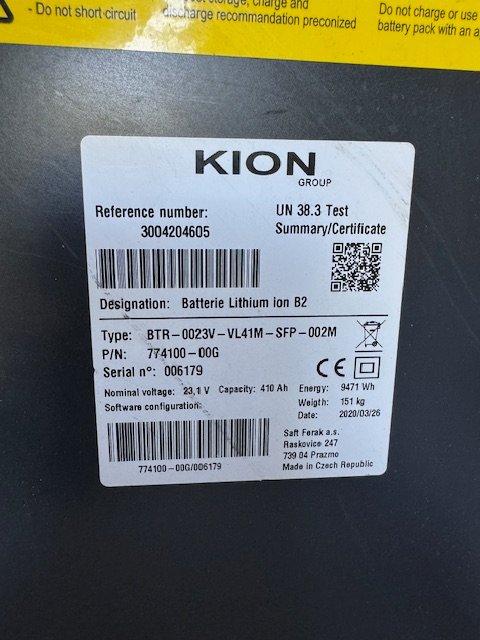 - Do not short circuit
storage, charge and
discharge recommandation preconized
Do not charge or use
battery pack with an
KION
GROUP
Reference number:
3004204605
UN 38.3 Test
Summary/Certificate
Designation: Batterie Lithium ion B2
Type: BTR-0023V-VL41M-SFP-002M
P/N: 774100-00G
Serial n°: 006179
CE
Nominal voltage: 23,1 V Capacity: 410 Ah Energy: 9471 Wh
Software configuration:
Weigth: 151 kg
Date: 2020/03/26
774100-00G/006179
Saft Ferak a.s.
Raskovice 247
739 04 Prazmo
Made in Czech Republic